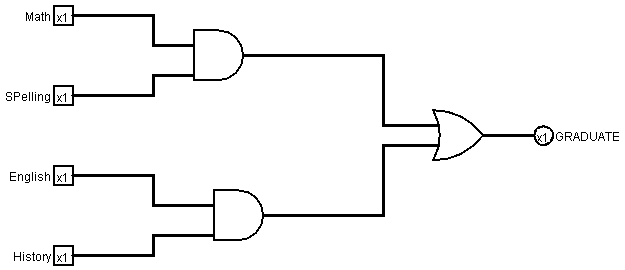 Math x1
SPelling x1
x1 GRADUATE
English x1
History x1